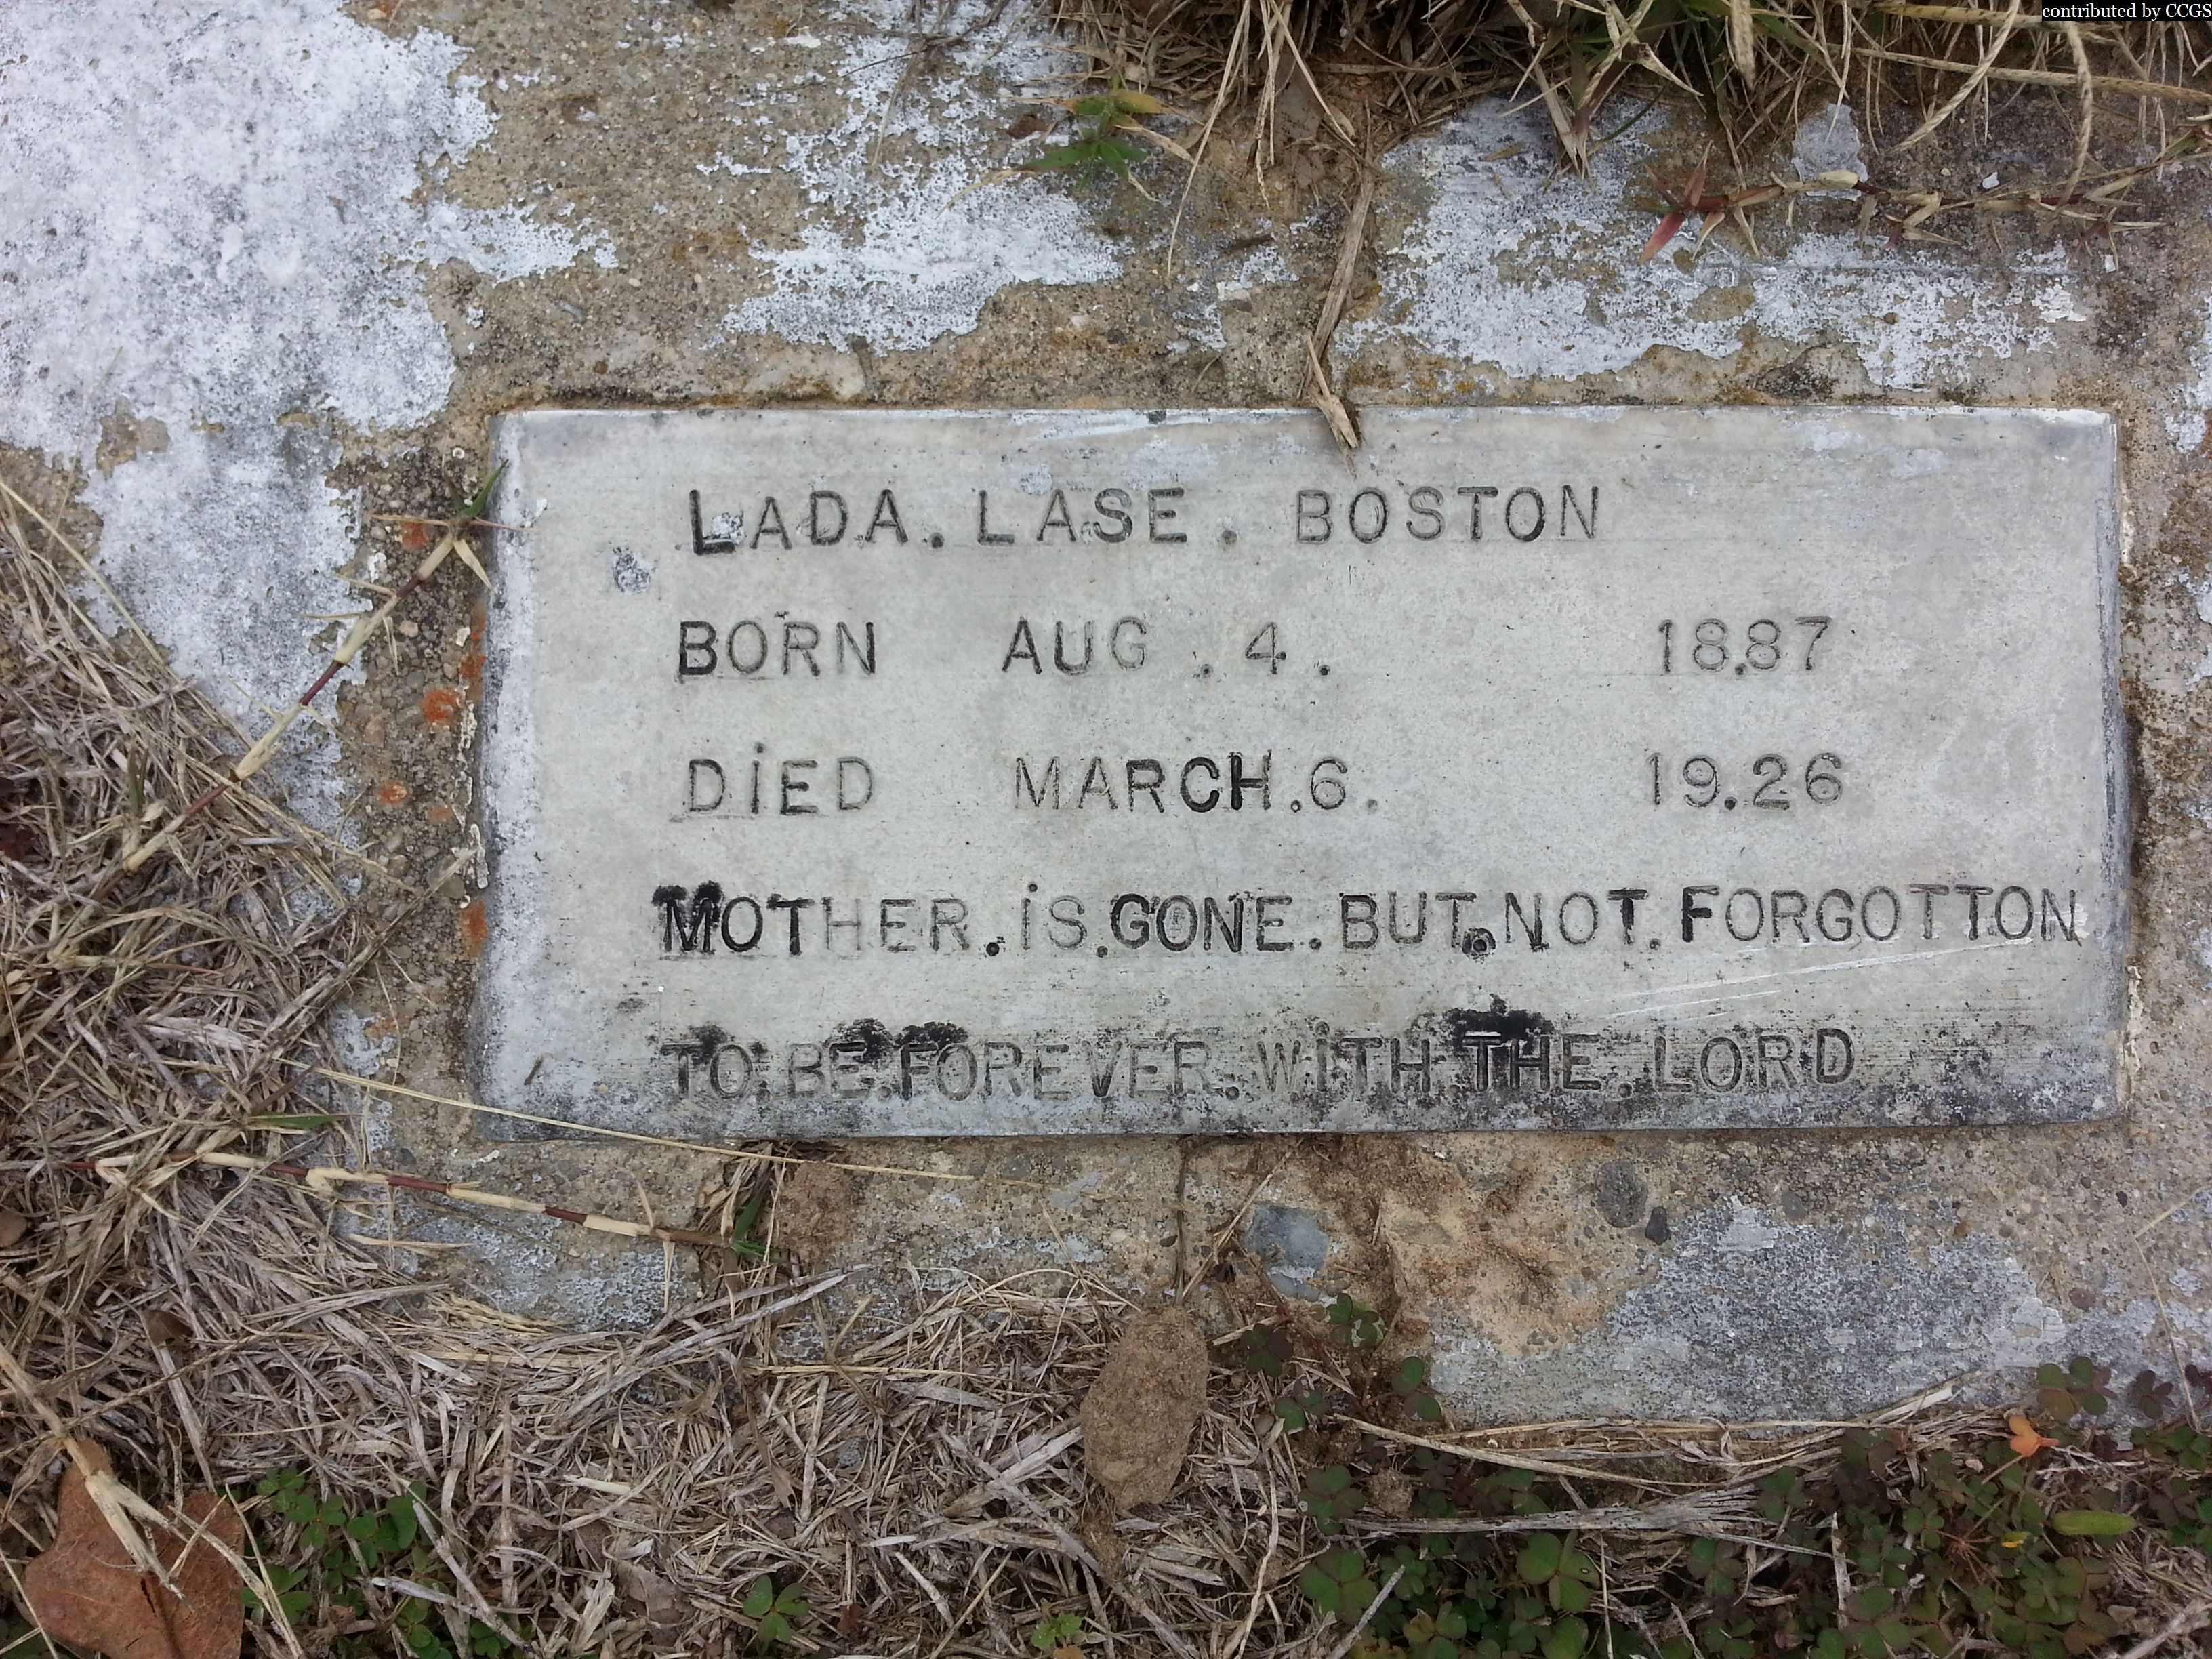 contributed by CCGS
LADA. LASE. BOSTON
BORN AUG . 4. 18.87
DiED MARCH.6. 19.26
MOTHER.iS.GONE.BUT.NOT.FORGOTTON
TO.BE.FOREVER.WiTH.THE.LORD